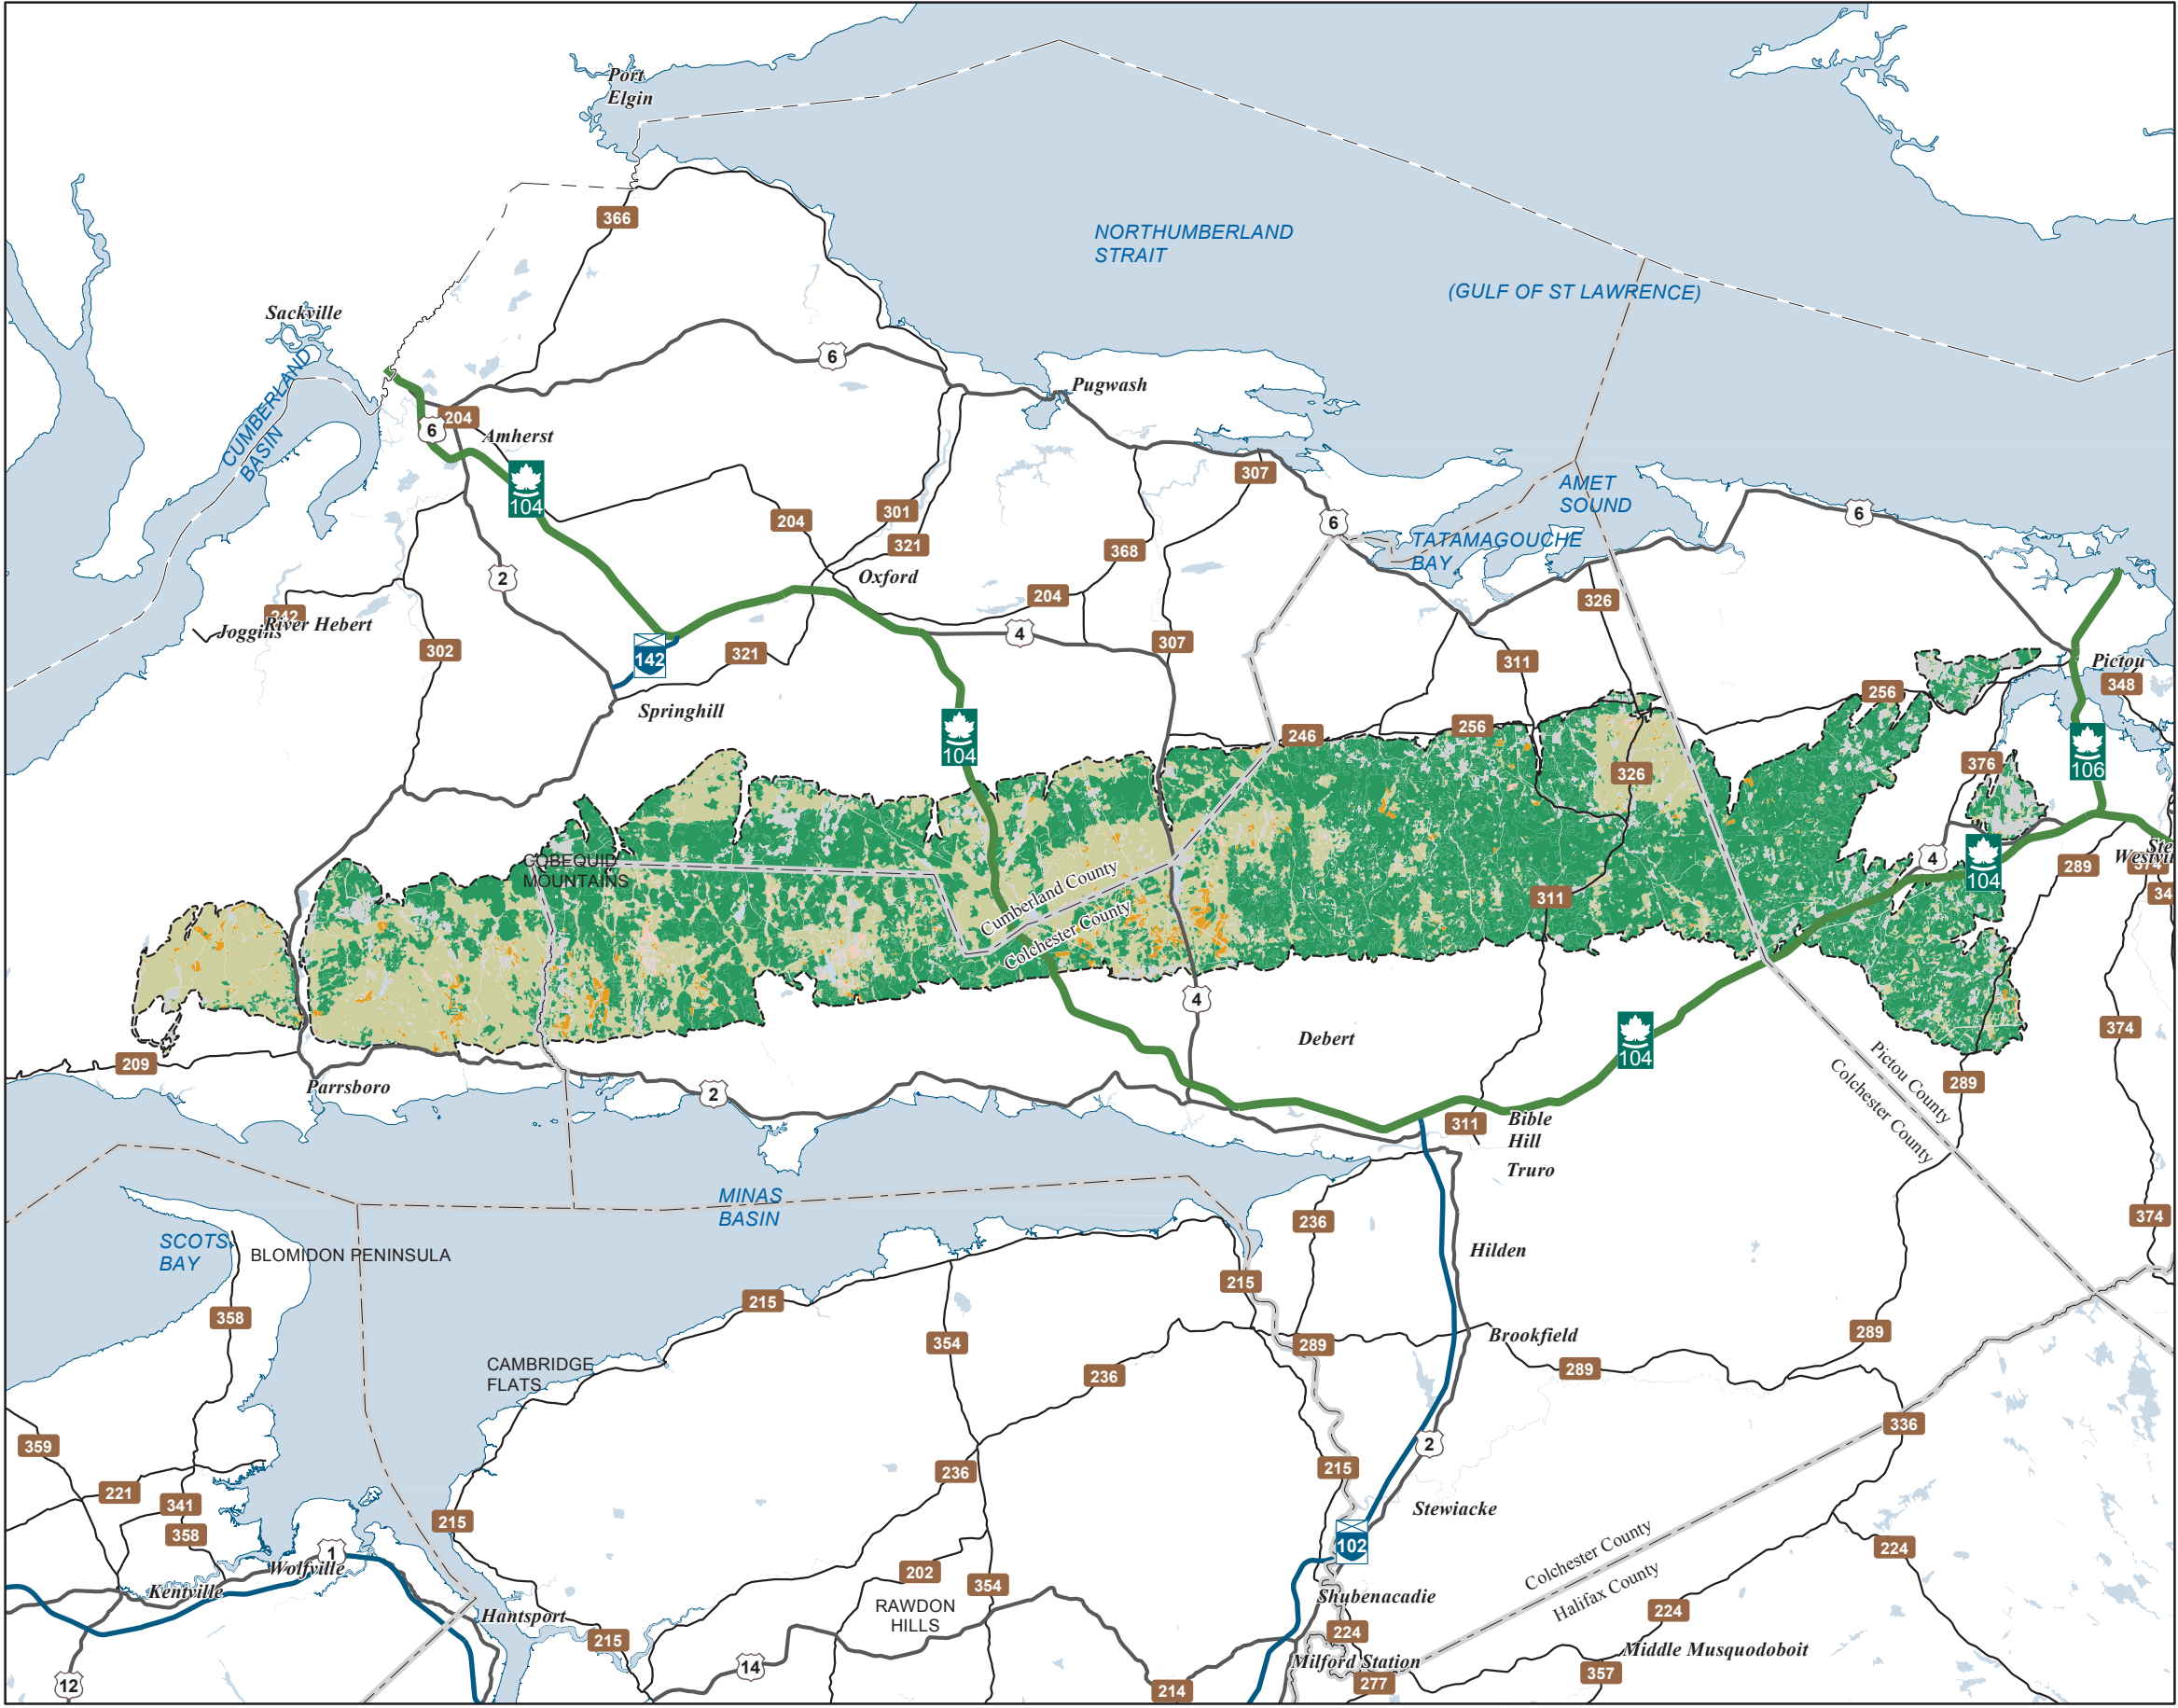 Port
Elgin
366
NORTHUMBERLAND
STRAIT
(GULF OF ST LAWRENCE)
Sackville
CUMBERLAND
BASIN
6
Pugwash
204
6
Amherst
104
307
AMET
SOUND
204
301
6
6
321
TATAMAGOUCHE
BAY
368
2
Oxford
204
326
242
Joggins
River Hebert
302
4
307
142
321
311
Pictou
348
Springhill
256
246
256
104
106
326
376
COBEQUID
MOUNTAINS
Cumberland County
Colchester County
4
104
289
Westvil
311
4
Debert
104
374
209
Parrsboro
2
Pictou County
Colchester County
289
311
Bible
Hill
Truro
MINAS
BASIN
SCOTS
BAY
BLOMIDON PENINSULA
236
374
Hilden
215
215
358
354
289
Brookfield
289
289
CAMBRIDGE
FLATS
236
336
359
2
236
215
221
341
358
215
Stewiacke
102
1
Wolfville
Kentville
202
354
Colchester County
Halifax County
224
Shubenacadie
RAWDON
HILLS
Hantsport
215
224
224
Middle Musquodoboit
Milford Station
14
12
214
277
357